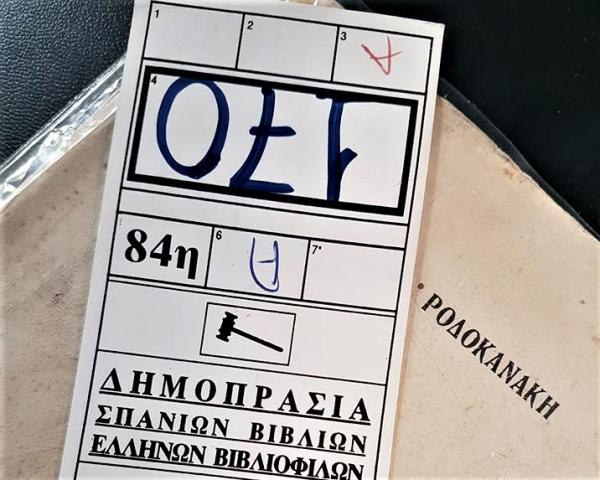 1 2 3 A
4 170
84η 6 A 7*
ΔΗΜΟΠΡΑΣΙΑ
ΣΠΑΝΙΩΝ ΒΙΒΛΙΩΝ
ΕΛΛΗΝΩΝ ΒΙΒΛΙΟΦΙΛΩΝ
ΡΟΔΟΚΑΝΑΚΗ